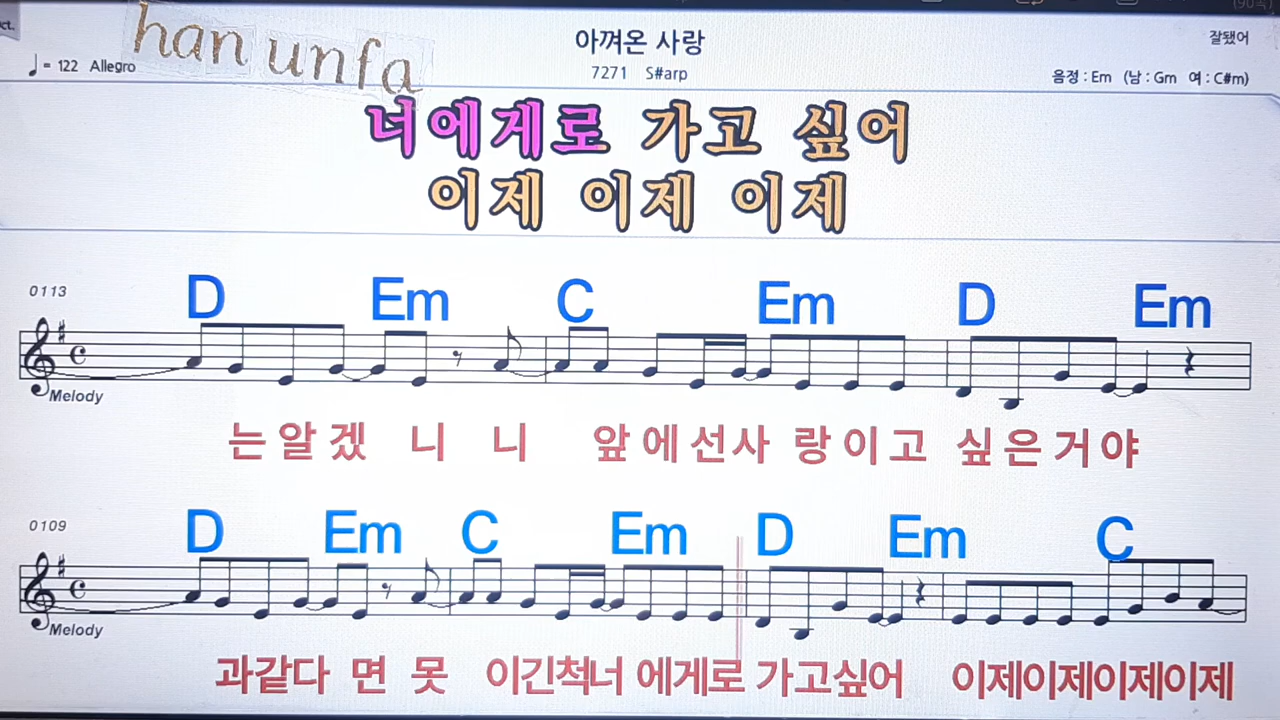 ct.
han unfa
(90곡)
♩ = 122 Allegro
아껴온 사랑
7271 S#arp
잘됐어
음정 : Em (남 : Gm 여 : C#m)
너에게로 가고 싶어
이제 이제 이제
0113
D Em C Em D Em
Melody
는 알 겠 니 니 앞 에 선 사 랑 이 고 싶 은 거 야
0109
D Em C Em D Em C
Melody
과같다 면 못 이긴척너 에게로 가고싶어 이제이제이제이제